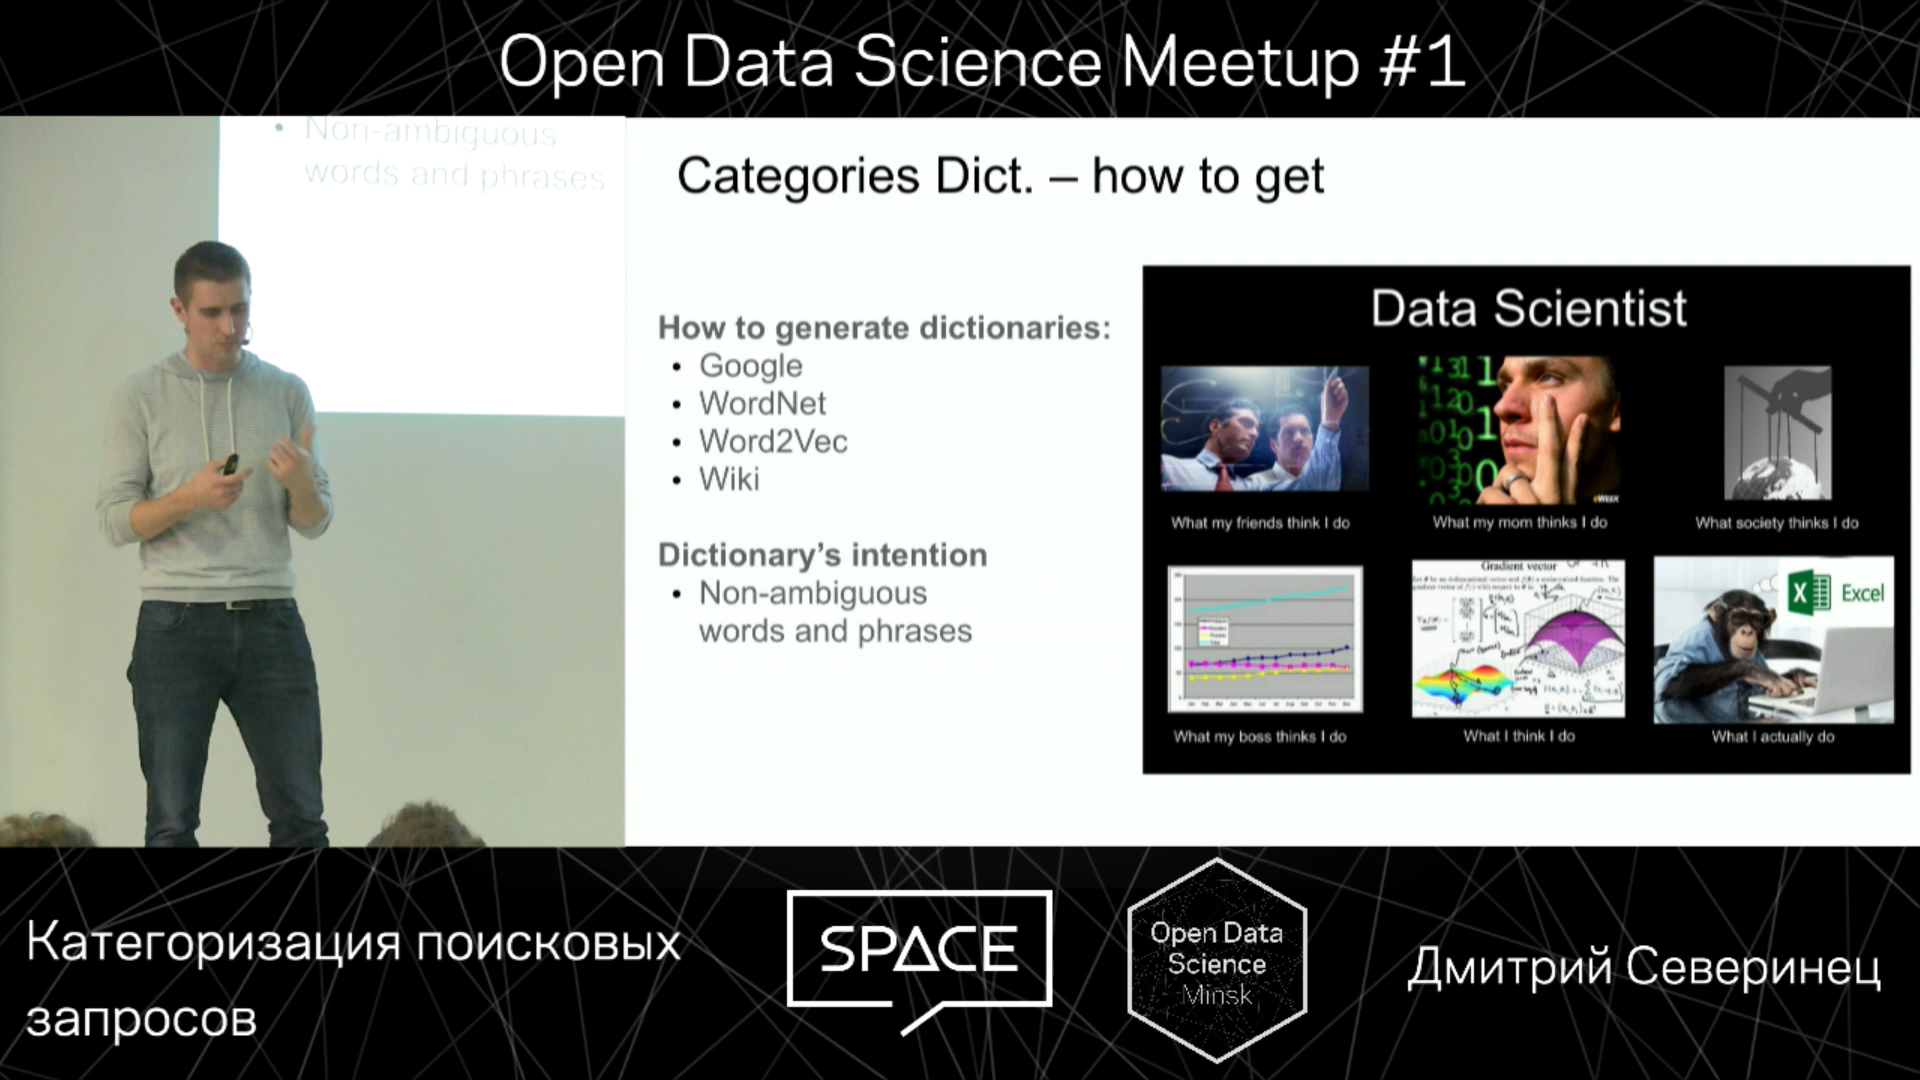 Open Data Science Meetup #1
• Non-ambiguous
words and phrases
Categories Dict. – how to get
How to generate dictionaries:
• Google
• WordNet
• Word2Vec
• Wiki
Dictionary’s intention
• Non-ambiguous
words and phrases
Data Scientist
What my friends think I do
What my mom thinks I do
What society thinks I do
Gradient vector
Excel
What my boss thinks I do
What I think I do
What I actually do
Категоризация поисковых
запросов
SPACE
Open Data
Science
Minsk
Дмитрий Северинец